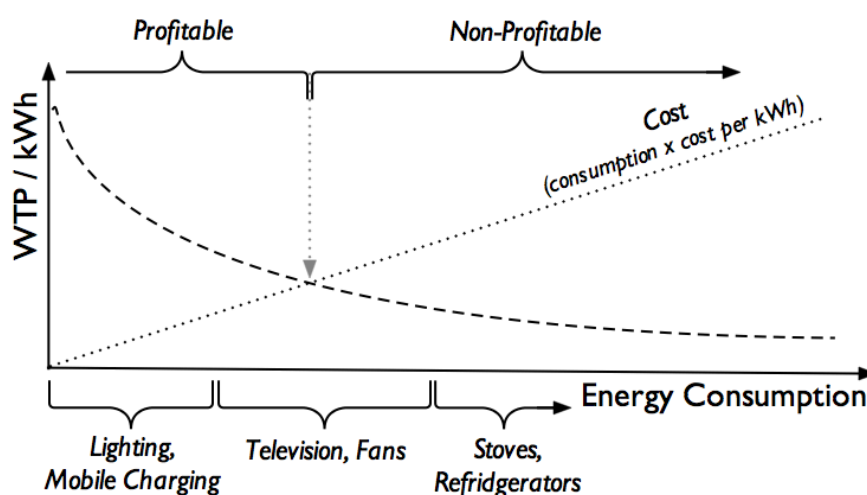 Profitable
Non-Profitable
WTP / kWh
Cost
(consumption x cost per kWh)
Energy Consumption
Lighting,
Mobile Charging
Television, Fans
Stoves,
Refridgerators